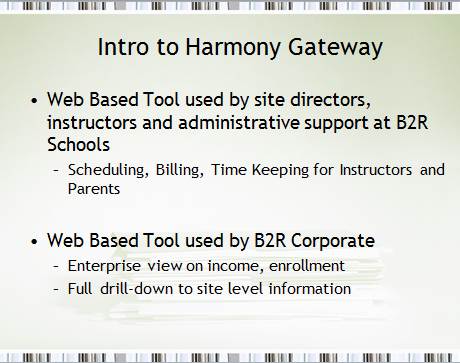 Intro to Harmony Gateway
• Web Based Tool used by site directors,
instructors and administrative support at B2R
Schools
– Scheduling, Billing, Time Keeping for Instructors and
Parents
• Web Based Tool used by B2R Corporate
– Enterprise view on income, enrollment
– Full drill-down to site level information